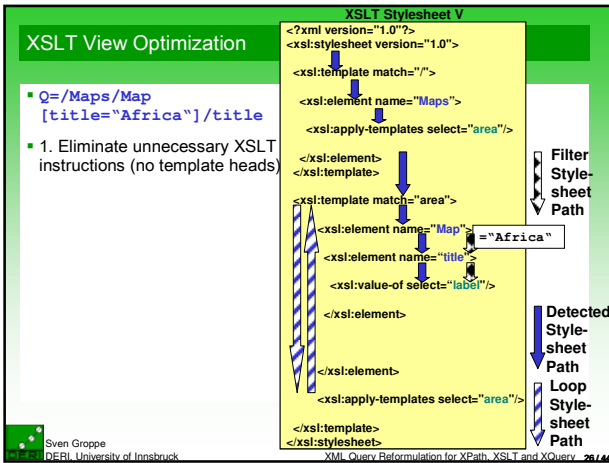 XSLT Stylesheet V
XSLT View Optimization
Q=/Maps/Map
[title=“Africa“]/title
1. Eliminate unnecessary XSLT
instructions (no template heads)
<?xml version="1.0"?>
<xsl:stylesheet version="1.0">
<xsl:template match="/">
<xsl:element name="Maps">
<xsl:apply-templates select="area"/>
</xsl:element>
</xsl:template>
<xsl:template match="area">
<xsl:element name="Map">
=“Africa“
<xsl:element name=“title”>
<xsl:value-of select="label"/>
</xsl:element>
</xsl:element>
<xsl:apply-templates select="area"/>
</xsl:template>
</xsl:stylesheet>
Filter
Style-
sheet
Path
Detected
Style-
sheet
Path
Loop
Style-
sheet
Path
DERI
Sven Groppe
DERI, University of Innsbruck
XML Query Reformulation for XPath, XSLT and XQuery